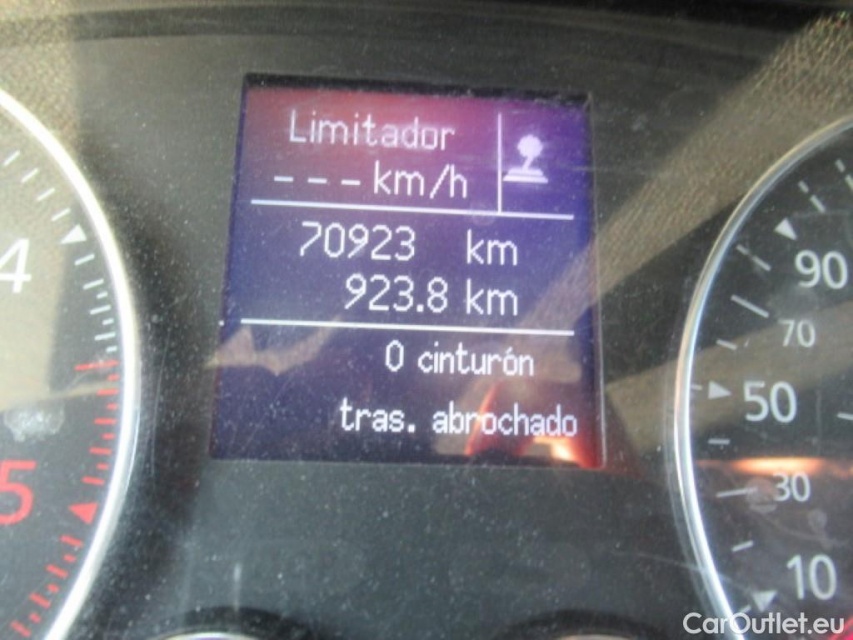 Limitador
---km/h
70923 km
923.8 km
0 cinturón
tras. abrochado
4
5
90
70
50
30
10
CarOutlet.eu